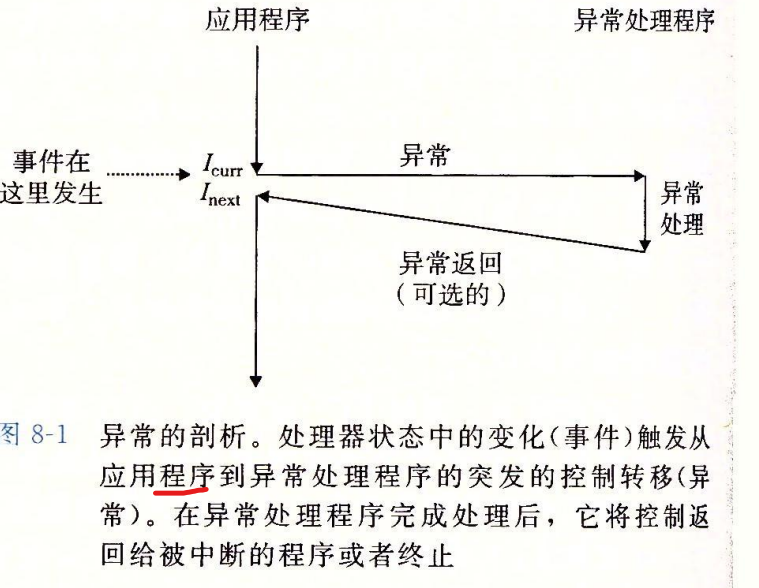 应用程序
异常处理程序
事件在
这里发生
I_curr
I_next
异常
异常
处理
异常返回
(可选的)
图 8-1 异常的剖析。处理器状态中的变化(事件)触发从
应用程序到异常处理程序的突发的控制转移(异
常)。在异常处理程序完成处理后，它将控制返
回给被中断的程序或者终止